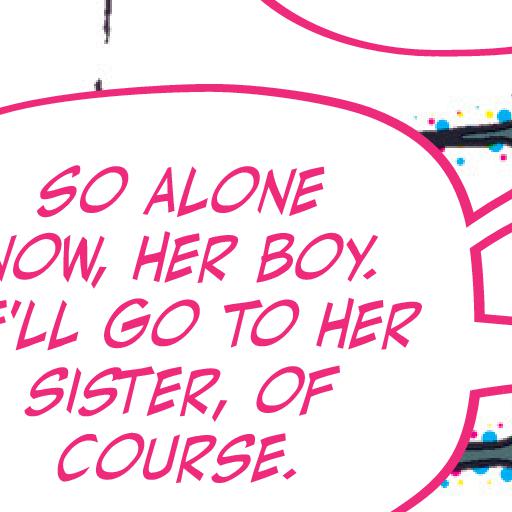 SO ALONE
NOW, HER BOY.
'LL GO TO HER
SISTER, OF
COURSE.